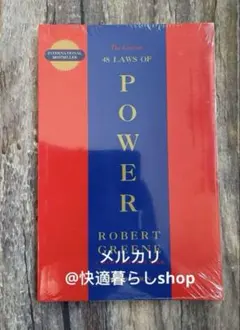 INTERNATIONAL
BESTSELLER
The Concise
48 LAWS OF
POWER
ROBERT
GREENE
メルカリ
@快適暮らしshop